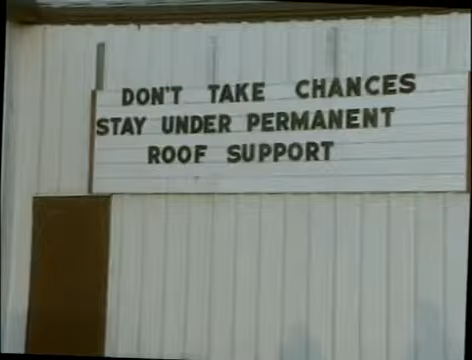 DON'T TAKE CHANCES
STAY UNDER PERMANENT
ROOF SUPPORT